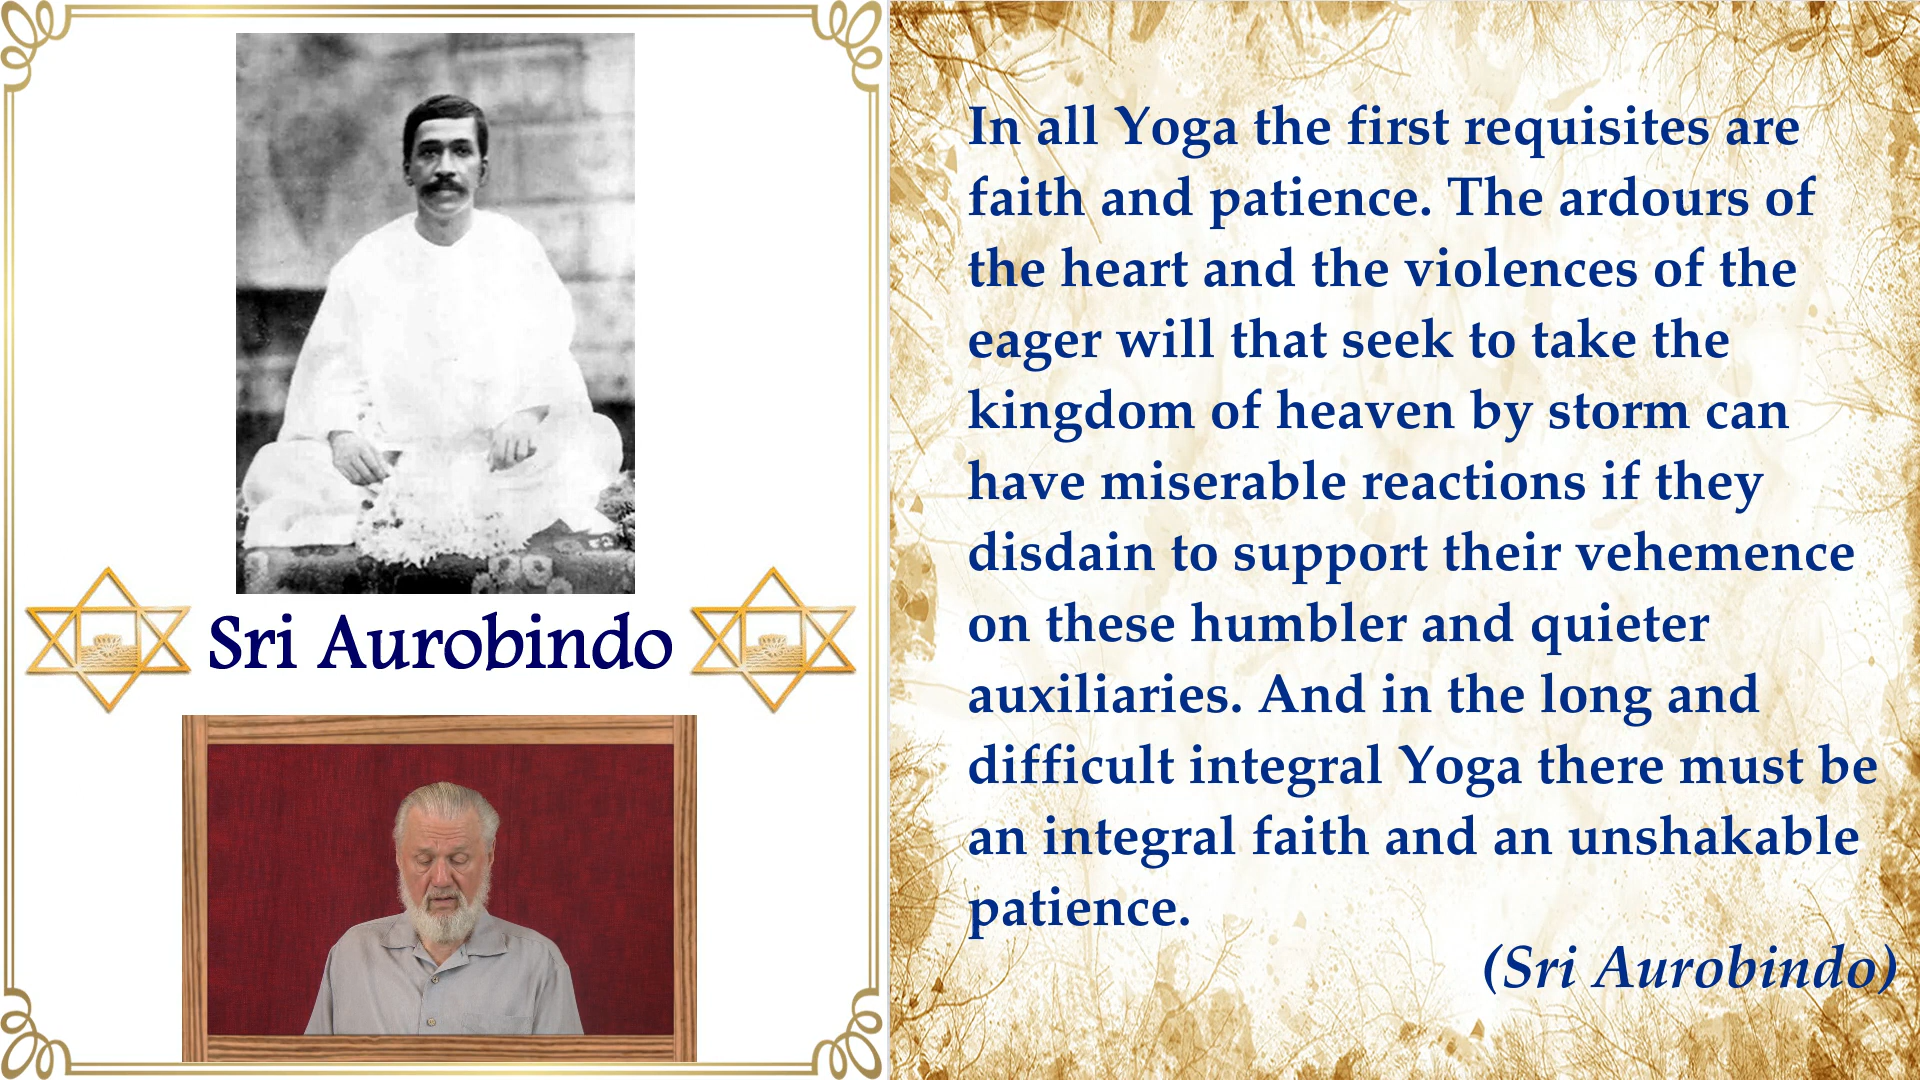 Sri Aurobindo
In all Yoga the first requisites are
faith and patience. The ardours of
the heart and the violences of the
eager will that seek to take the
kingdom of heaven by storm can
have miserable reactions if they
disdain to support their vehemence
on these humbler and quieter
auxiliaries. And in the long and
difficult integral Yoga there must be
an integral faith and an unshakable
patience.
(Sri Aurobindo)